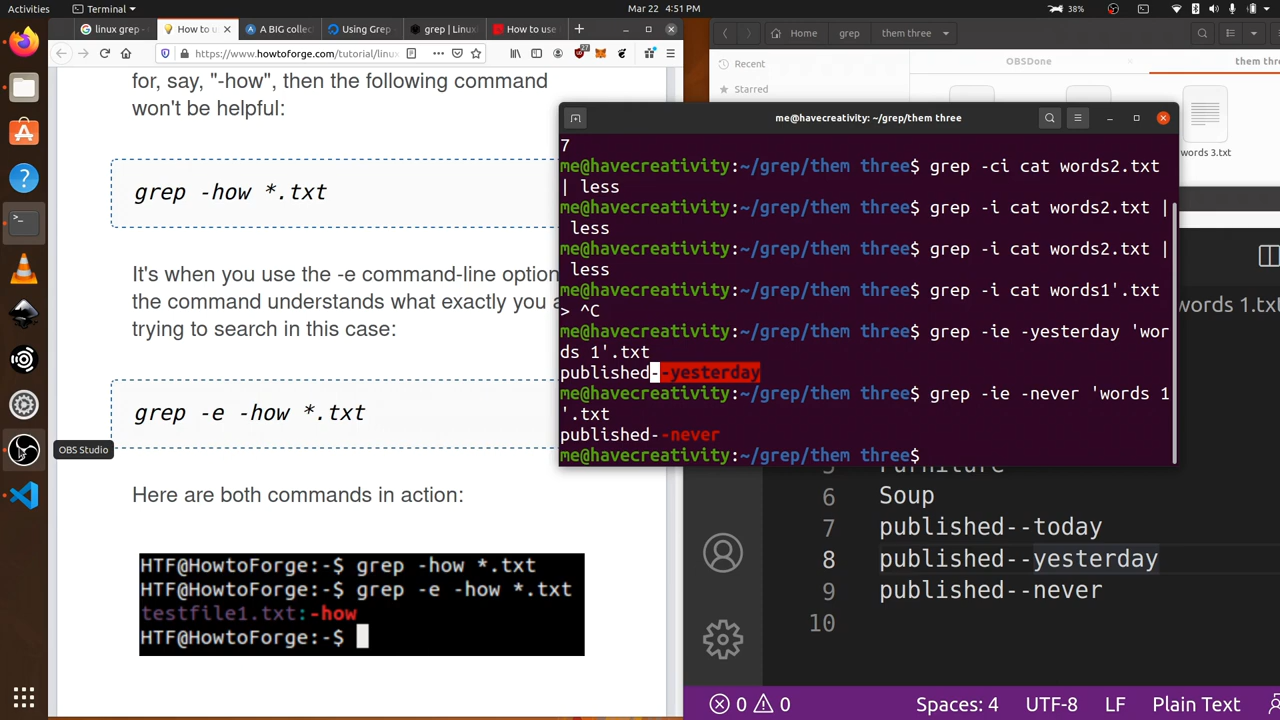 Activities
Terminal
Mar 22 4:51 PM
38%
linux grep -
How to u
A BIG collec
Using Grep
grep | Linux
How to use
https://www.howtoforge.com/tutorial/linux
for, say, "-how", then the following command
won't be helpful:
grep -how *.txt
It's when you use the -e command-line option
the command understands what exactly you a
trying to search in this case:
grep -e -how *.txt
OBS Studio
Here are both commands in action:
HTF@HowtoForge:-$ grep -how *.txt
HTF@HowtoForge:-$ grep -e -how *.txt
testfile1.txt:-how
HTF@HowtoForge:-$
Home
grep
them three
Recent
Starred
OBSDone
them three
words 3.txt
me@havecreativity: ~/grep/them three
7
me@havecreativity:~/grep/them three$ grep -ci cat words2.txt
| less
me@havecreativity:~/grep/them three$ grep -i cat words2.txt |
less
me@havecreativity:~/grep/them three$ grep -i cat words2.txt |
less
me@havecreativity:~/grep/them three$ grep -i cat words1'.txt
> ^C
me@havecreativity:~/grep/them three$ grep -ie -yesterday 'wor
ds 1'.txt
published--yesterday
me@havecreativity:~/grep/them three$ grep -ie -never 'words 1
'.txt
published--never
me@havecreativity:~/grep/them three$
words 1.txt
5 Furniture
6 Soup
7 published--today
8 published--yesterday
9 published--never
10
0 0
Spaces: 4
UTF-8
LF
Plain Text